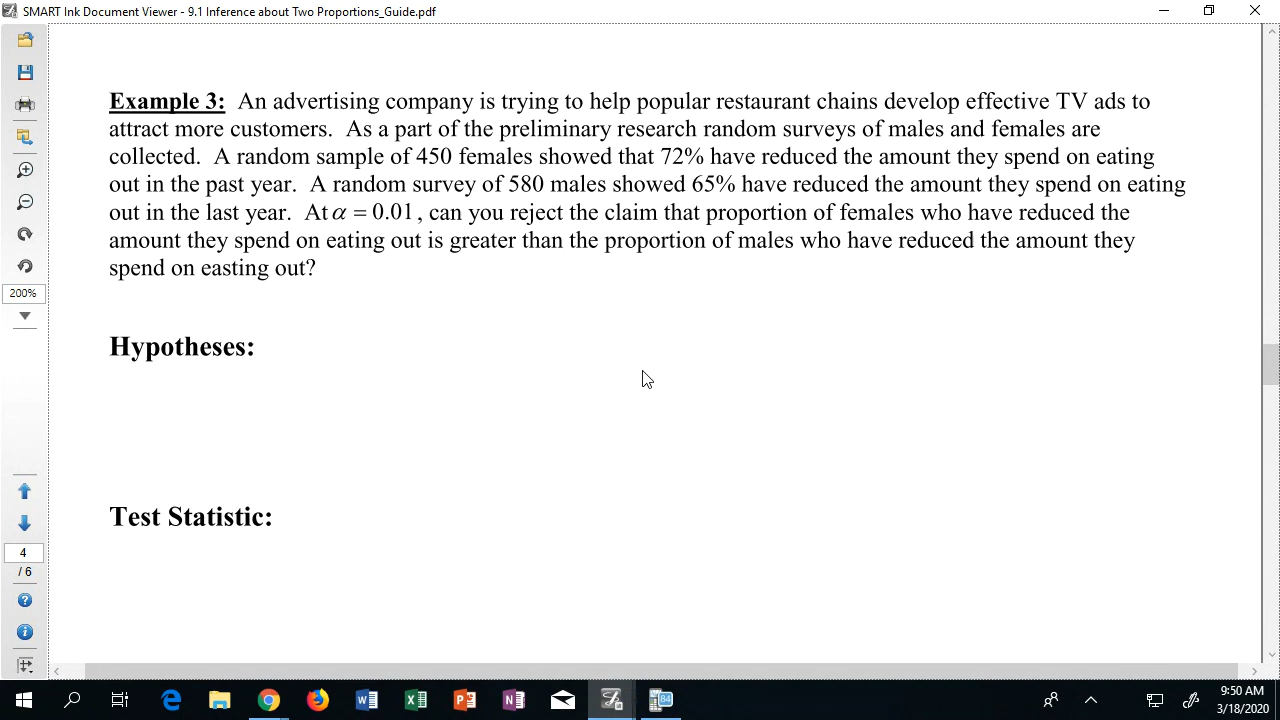 SMART Ink Document Viewer - 9.1 Inference about Two Proportions_Guide.pdf
Example 3: An advertising company is trying to help popular restaurant chains develop effective TV ads to
attract more customers. As a part of the preliminary research random surveys of males and females are
collected. A random sample of 450 females showed that 72% have reduced the amount they spend on eating
out in the past year. A random survey of 580 males showed 65% have reduced the amount they spend on eating
out in the last year. At α = 0.01, can you reject the claim that proportion of females who have reduced the
amount they spend on eating out is greater than the proportion of males who have reduced the amount they
spend on easting out?
Hypotheses:
Test Statistic:
200%
4
/ 6
9:50 AM
3/18/2020